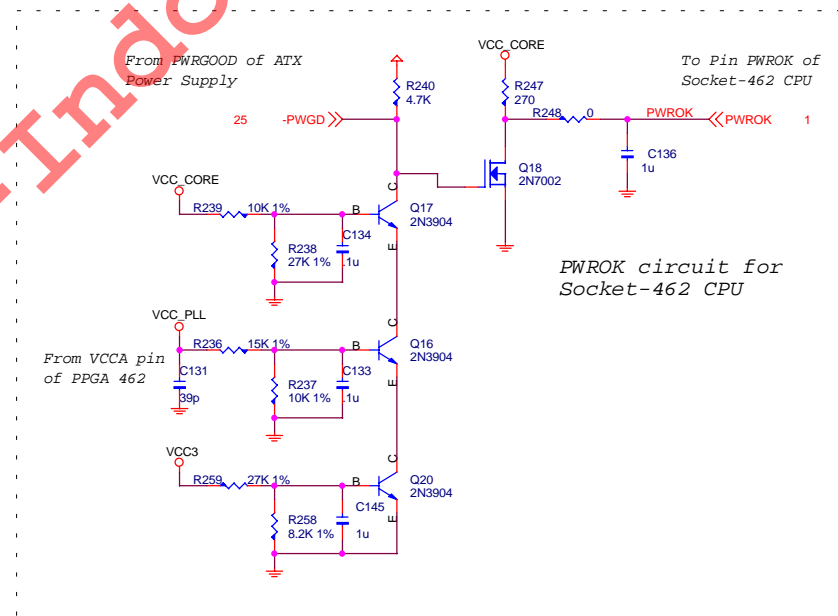 From PWRGOOD of ATX
Power Supply
R240
4.7K
VCC_CORE
R247
270
To Pin PWROK of
Socket-462 CPU
25
-PWGD
R248
0
PWROK
PWROK
1
C136
1u
Q18
2N7002
VCC_CORE
R239
10K 1%
B
C
Q17
2N3904
E
R238
27K 1%
C134
.1u
PWROK circuit for
Socket-462 CPU
VCC_PLL
R236
15K 1%
B
C
Q16
2N3904
E
From VCCA pin
of PPGA 462
C131
39p
R237
10K 1%
C133
.1u
VCC3
R259
27K 1%
B
C
Q20
2N3904
E
R258
8.2K 1%
C145
1u